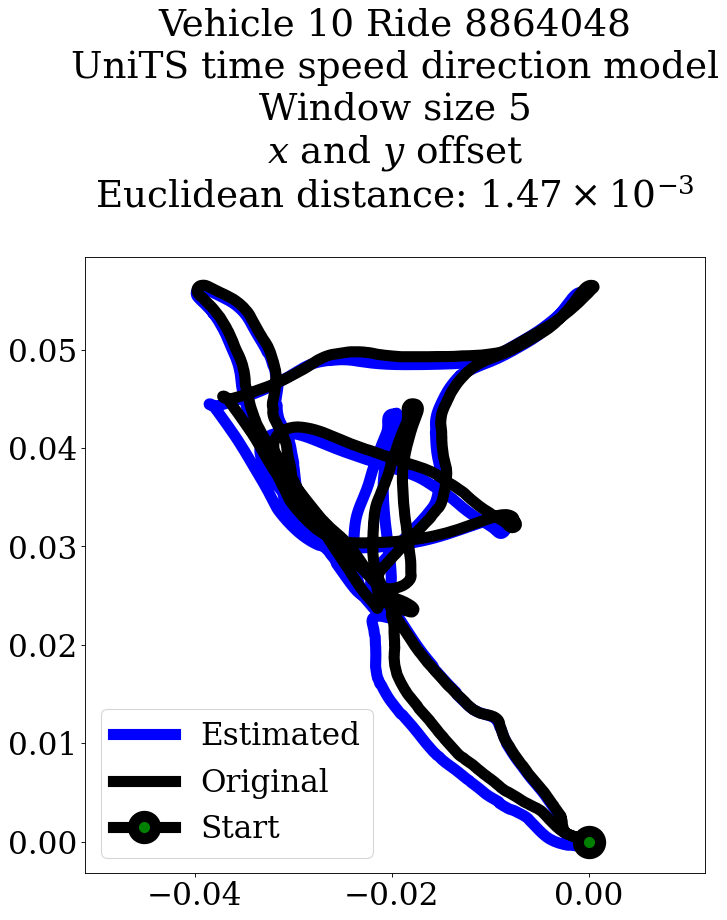 Vehicle 10 Ride 8864048
UniTS time speed direction model
Window size 5
x and y offset
Euclidean distance: 1.47 × 10⁻³
0.05
0.04
0.03
0.02
0.01
0.00
Estimated
Original
Start
−0.04 −0.02 0.00